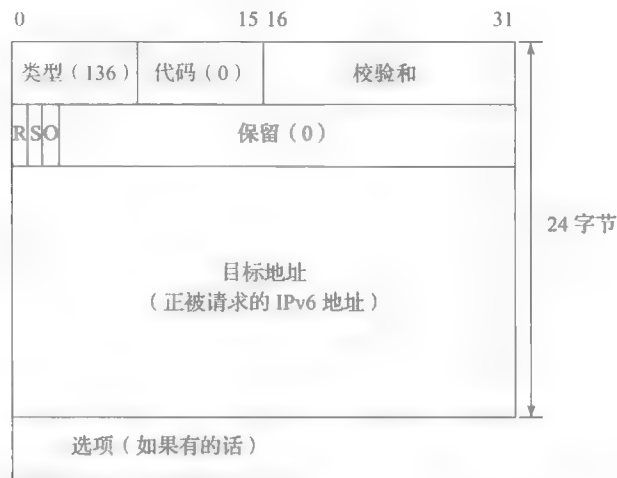 0 15 16 31
类型（136） 代码（0） 校验和
R S O 保留（0）
24 字节
目标地址
（正被请求的 IPv6 地址）
选项（如果有的话）